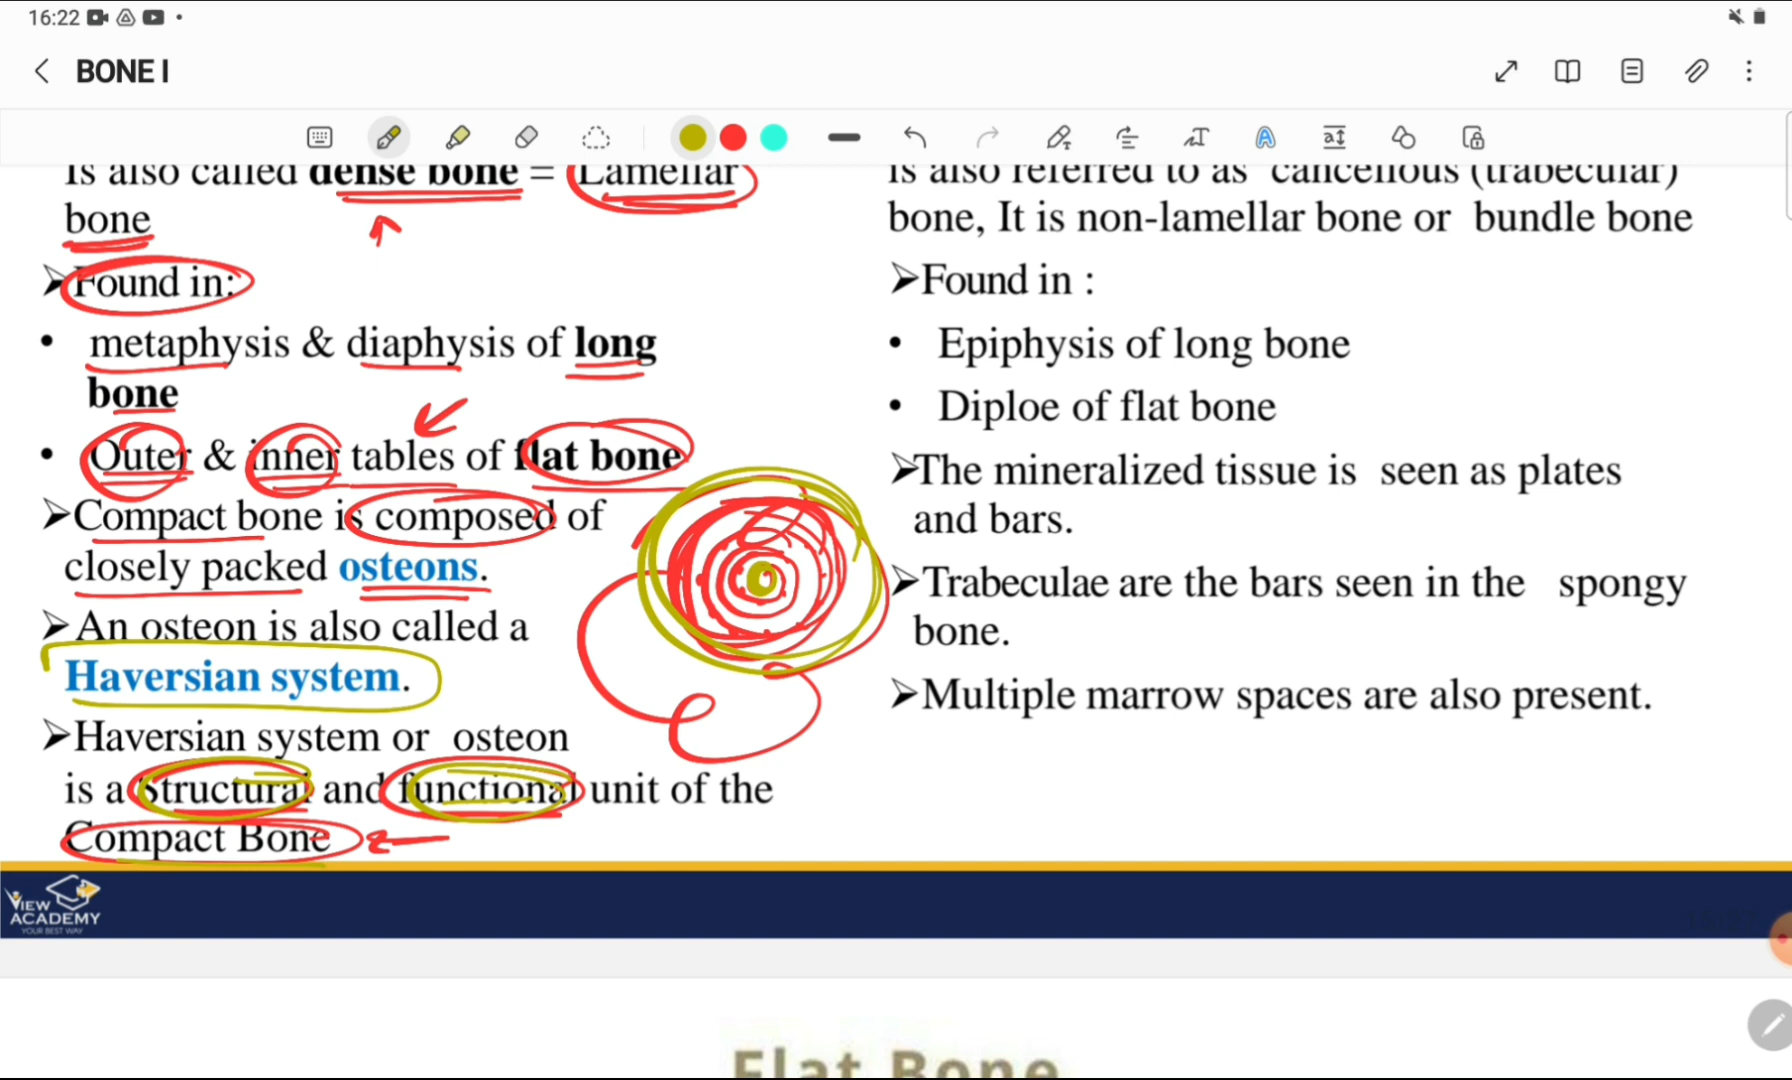 16:22
BONE I
Is also called dense bone = Lamellar
bone
➤Found in:
• metaphysis & diaphysis of long
bone
• Outer & inner tables of flat bone
➤Compact bone is composed of
closely packed osteons.
➤An osteon is also called a
Haversian system.
➤Haversian system or osteon
is a Structural and functional unit of the
Compact Bone
is also referred to as cancellous (trabecular)
bone, It is non-lamellar bone or bundle bone
➤Found in :
• Epiphysis of long bone
• Diploe of flat bone
➤The mineralized tissue is seen as plates
and bars.
➤Trabeculae are the bars seen in the spongy
bone.
➤Multiple marrow spaces are also present.
VIEW
ACADEMY
YOUR BEST WAY
Flat Bone